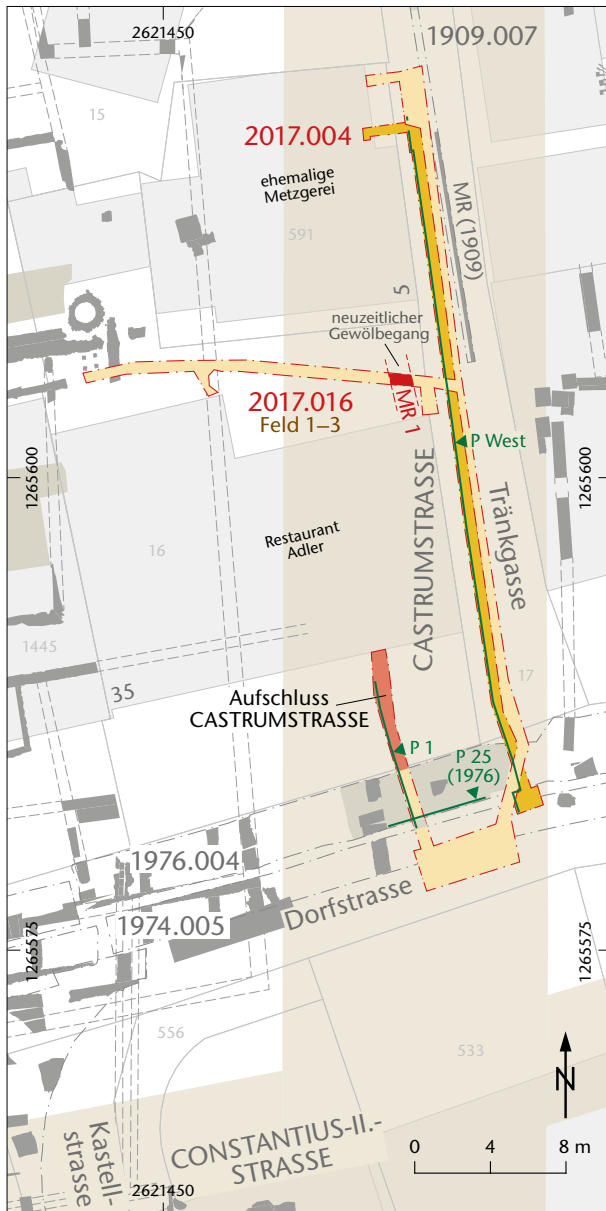 2621450
1909.007
15
2017.004
ehemalige
Metzgerei
591
MR (1909)
5
neuzeitlicher
Gewölbegang
2017.016
Feld 1–3
MR 1
P West
1265600
1265600
CASTRUMSTRASSE
Tränkgasse
Restaurant
Adler
16
1445
35
17
Aufschluss
CASTRUMSTRASSE
P 1
P 25
(1976)
1976.004
1974.005
Dorfstrasse
1265575
1265575
556
533
CONSTANTIUS-II.-
STRASSE
Kastell-
strasse
2621450
N
0 4 8 m